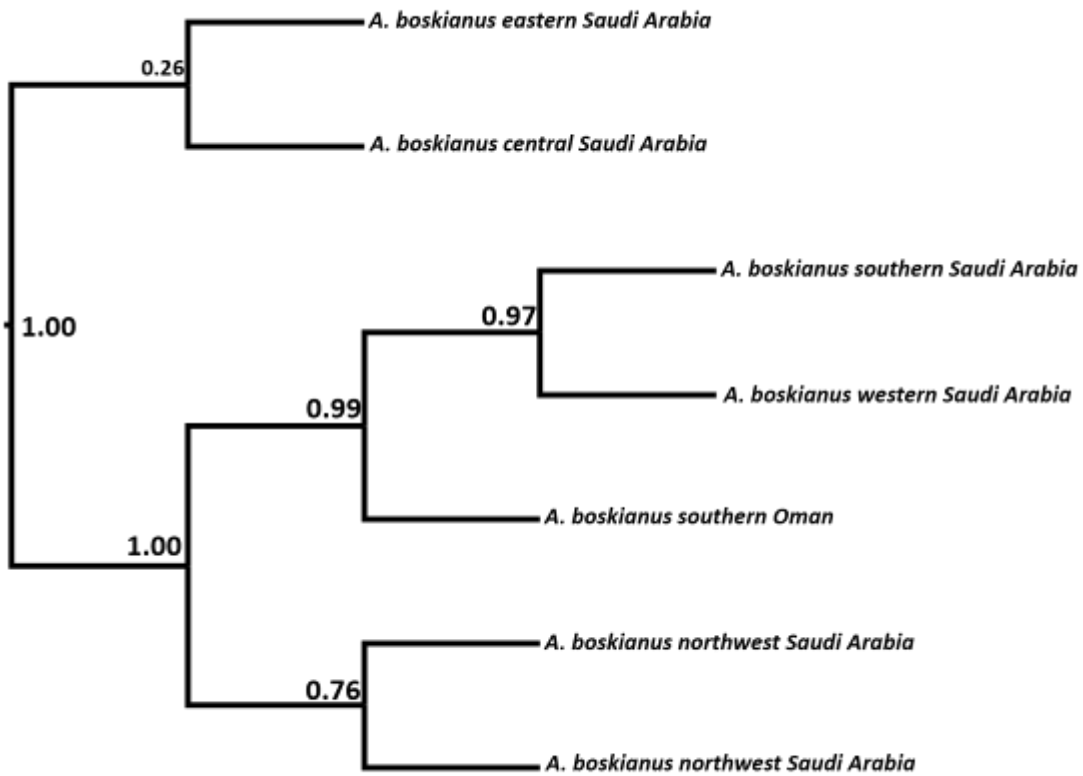 A. boskianus eastern Saudi Arabia
0.26
A. boskianus central Saudi Arabia
A. boskianus southern Saudi Arabia
0.97
1.00
A. boskianus western Saudi Arabia
0.99
A. boskianus southern Oman
1.00
A. boskianus northwest Saudi Arabia
0.76
A. boskianus northwest Saudi Arabia